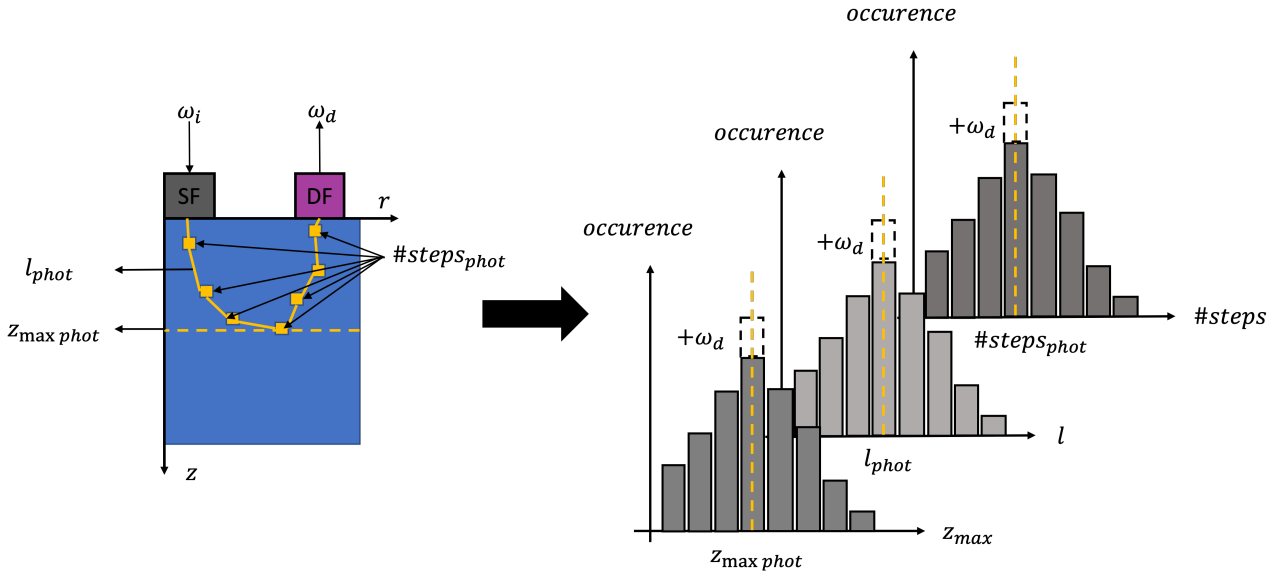 occurence
ω_i
ω_d
+ω_d
occurence
SF
DF
r
occurence
+ω_d
#steps_phot
l_phot
#steps
z_max phot
+ω_d
#steps_phot
l
l_phot
z
z_max
z_max phot